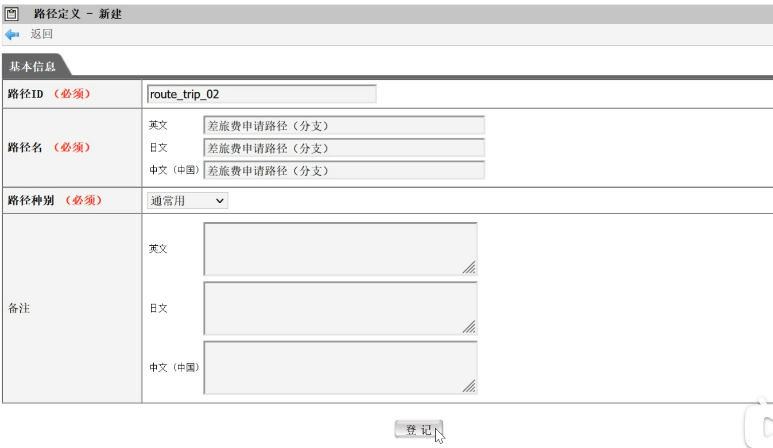 路径定义 - 新建
返回
基本信息
路径ID （必须） route_trip_02
路径名 （必须）
英文 差旅费申请路径（分支）
日文 差旅费申请路径（分支）
中文（中国） 差旅费申请路径（分支）
路径种别 （必须） 通常用
备注
英文
日文
中文（中国）
登 记